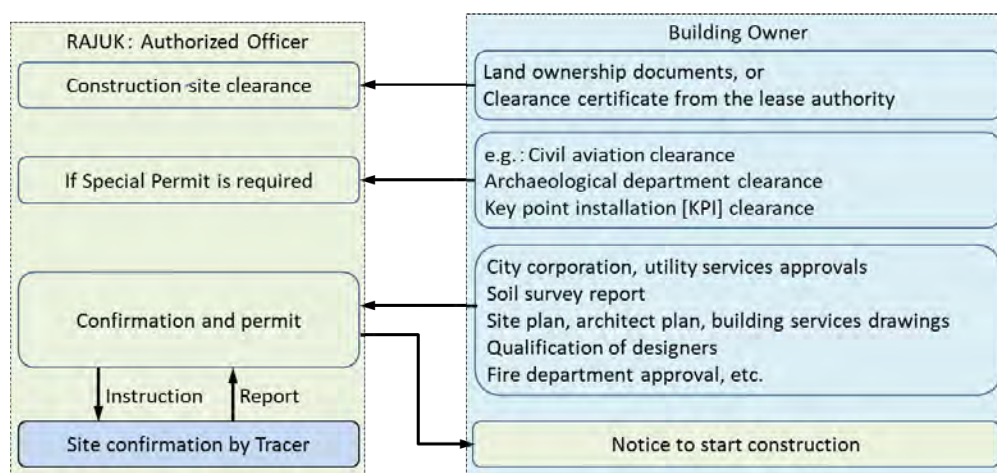 RAJUK: Authorized Officer
Construction site clearance
If Special Permit is required
Confirmation and permit
Instruction
Report
Site confirmation by Tracer
Building Owner
Land ownership documents, or
Clearance certificate from the lease authority
e.g.: Civil aviation clearance
Archaeological department clearance
Key point installation [KPI] clearance
City corporation, utility services approvals
Soil survey report
Site plan, architect plan, building services drawings
Qualification of designers
Fire department approval, etc.
Notice to start construction